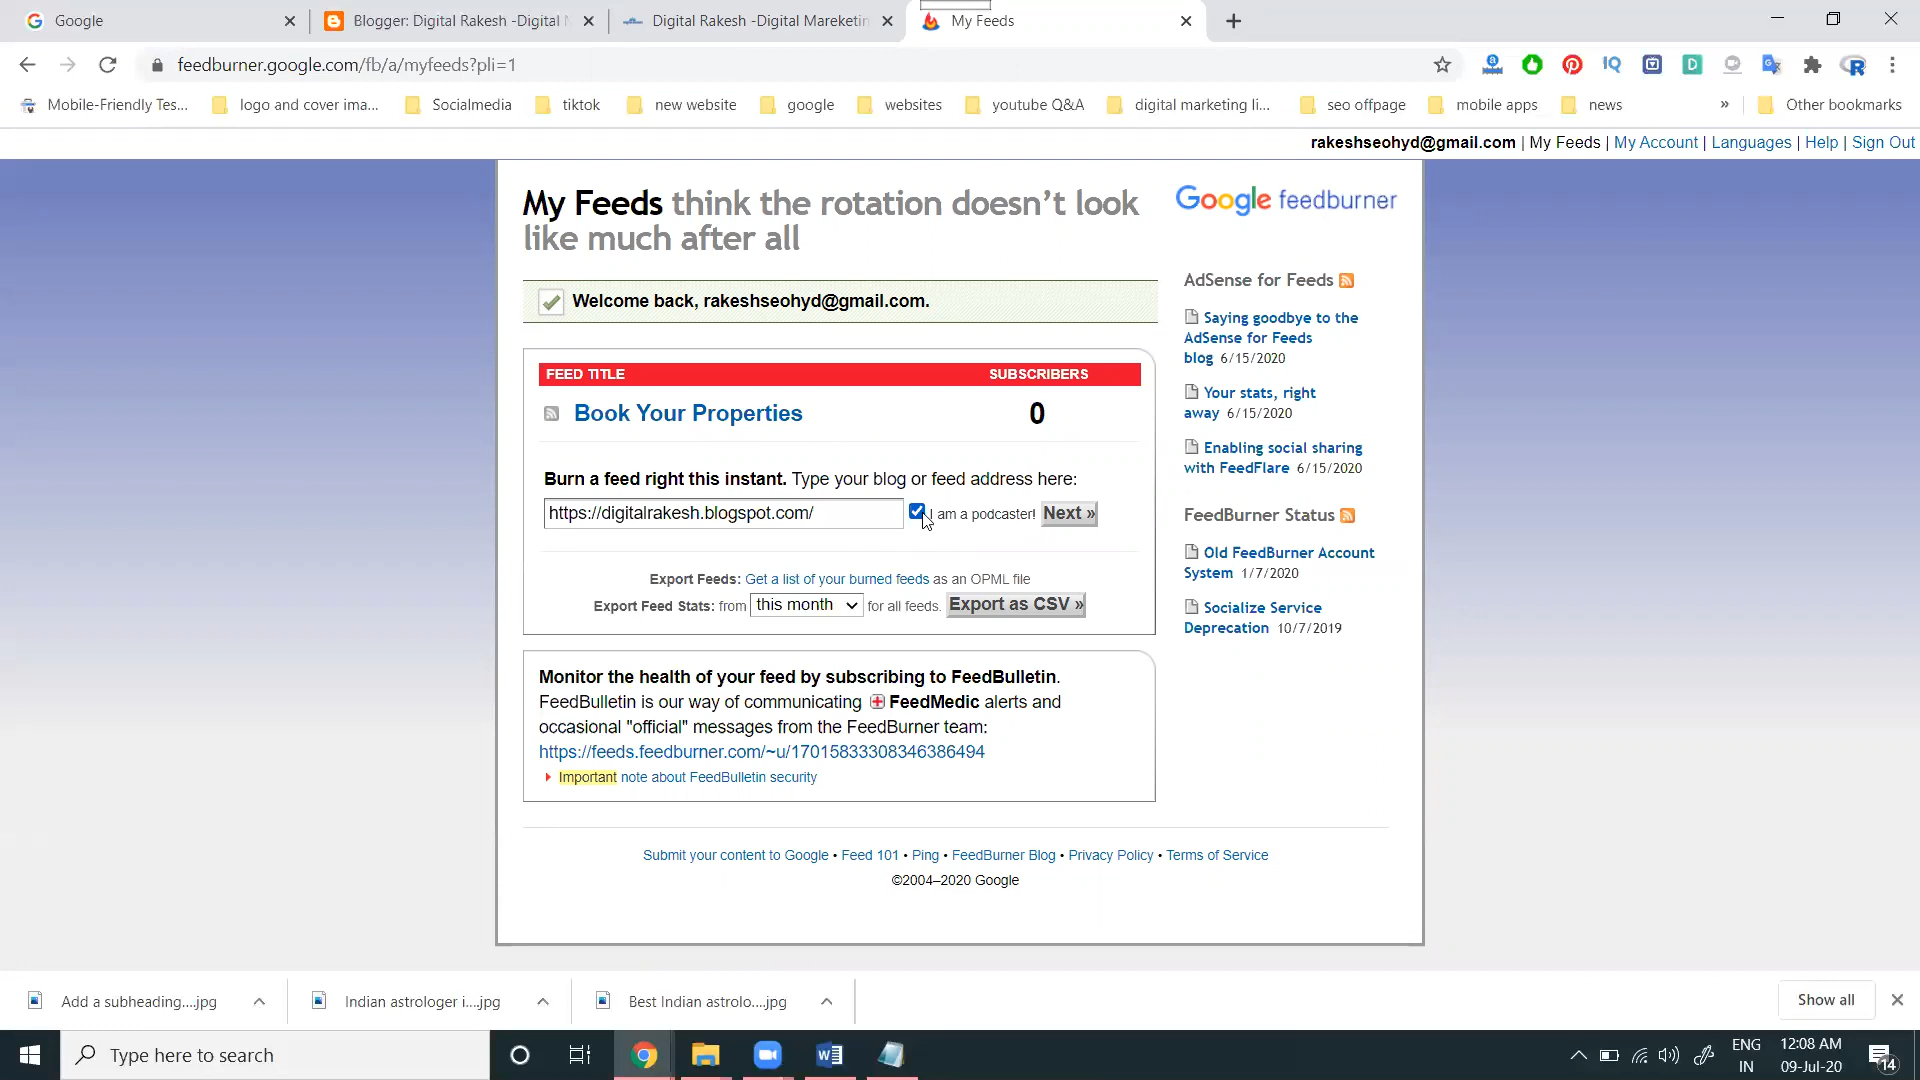 Google
Blogger: Digital Rakesh -Digital
Digital Rakesh -Digital Mareketin
My Feeds
feedburner.google.com/fb/a/myfeeds?pli=1
Mobile-Friendly Tes...
logo and cover ima...
Socialmedia
tiktok
new website
google
websites
youtube Q&A
digital marketing li...
seo offpage
mobile apps
news
»
Other bookmarks
rakeshseohyd@gmail.com | My Feeds | My Account | Languages | Help | Sign Out
My Feeds think the rotation doesn't look
like much after all
Google feedburner
Welcome back, rakeshseohyd@gmail.com.
FEED TITLE SUBSCRIBERS
Book Your Properties 0
Burn a feed right this instant. Type your blog or feed address here:
https://digitalrakesh.blogspot.com/ I am a podcaster! Next »
Export Feeds: Get a list of your burned feeds as an OPML file
Export Feed Stats: from this month for all feeds. Export as CSV »
Monitor the health of your feed by subscribing to FeedBulletin.
FeedBulletin is our way of communicating FeedMedic alerts and
occasional "official" messages from the FeedBurner team:
https://feeds.feedburner.com/~u/17015833308346386494
Important note about FeedBulletin security
AdSense for Feeds
Saying goodbye to the
AdSense for Feeds
blog 6/15/2020
Your stats, right
away 6/15/2020
Enabling social sharing
with FeedFlare 6/15/2020
FeedBurner Status
Old FeedBurner Account
System 1/7/2020
Socialize Service
Deprecation 10/7/2019
Submit your content to Google • Feed 101 • Ping • FeedBurner Blog • Privacy Policy • Terms of Service
©2004–2020 Google
Add a subheading....jpg
Indian astrologer i....jpg
Best Indian astrolo....jpg
Show all
Type here to search
ENG
IN
12:08 AM
09-Jul-20
14